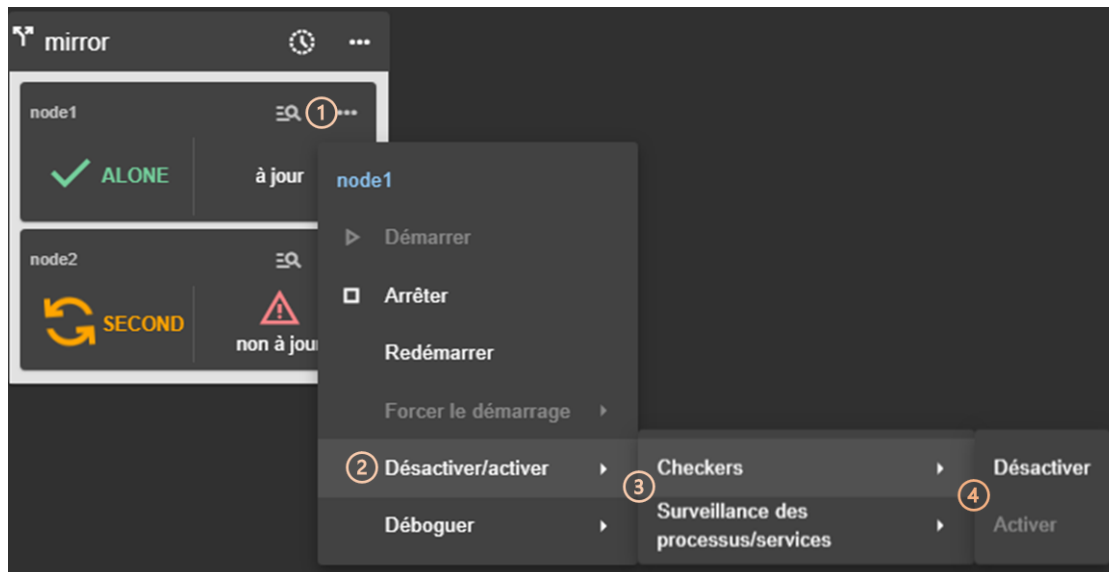 mirror
node1
1
ALONE
à jour
node2
SECOND
non à jou
node1
Démarrer
Arrêter
Redémarrer
Forcer le démarrage
2 Désactiver/activer
Déboguer
3
Checkers
Surveillance des
processus/services
4
Désactiver
Activer